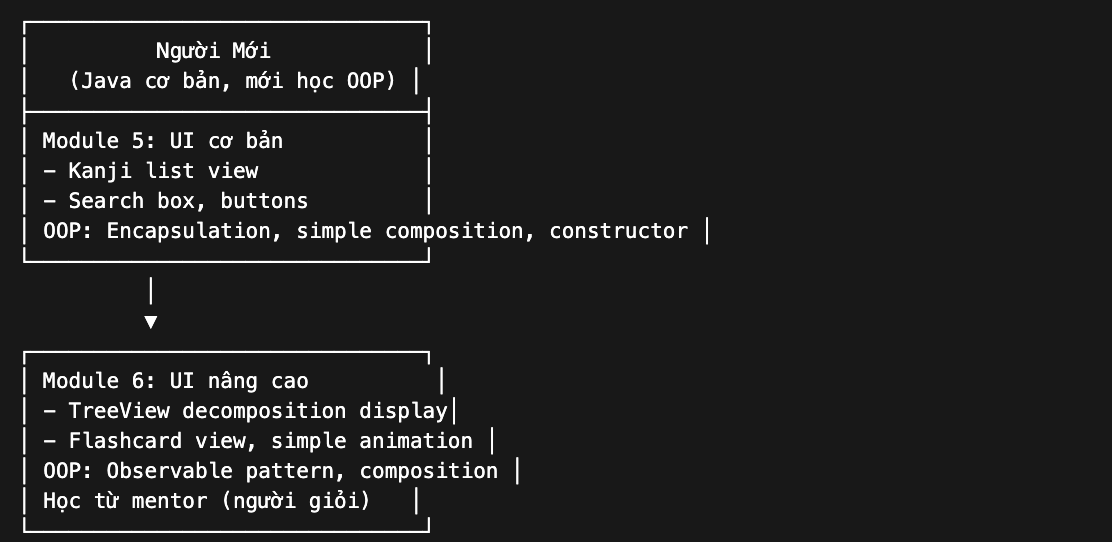 Người Mới
(Java cơ bản, mới học OOP)
Module 5: UI cơ bản
- Kanji list view
- Search box, buttons
OOP: Encapsulation, simple composition, constructor
▼
Module 6: UI nâng cao
- TreeView decomposition display
- Flashcard view, simple animation
OOP: Observable pattern, composition
Học từ mentor (người giỏi)